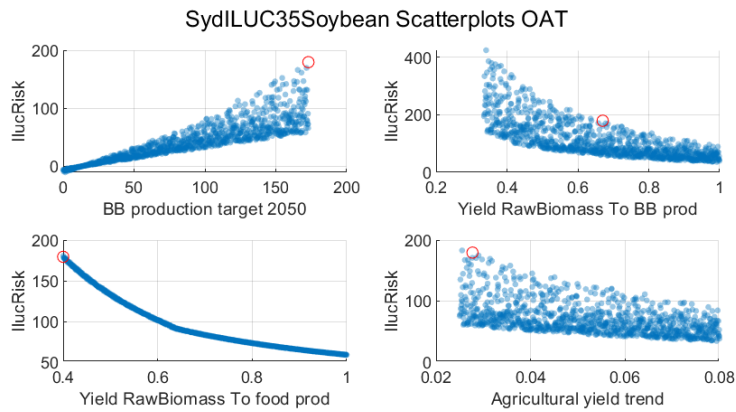 SydILUC35Soybean Scatterplots OAT
200
100
0
IlucRisk
0 50 100 150 200
BB production target 2050
400
200
0
IlucRisk
0.2 0.4 0.6 0.8 1
Yield RawBiomass To BB prod
200
150
100
50
IlucRisk
0.4 0.6 0.8 1
Yield RawBiomass To food prod
200
100
0
IlucRisk
0.02 0.04 0.06 0.08
Agricultural yield trend